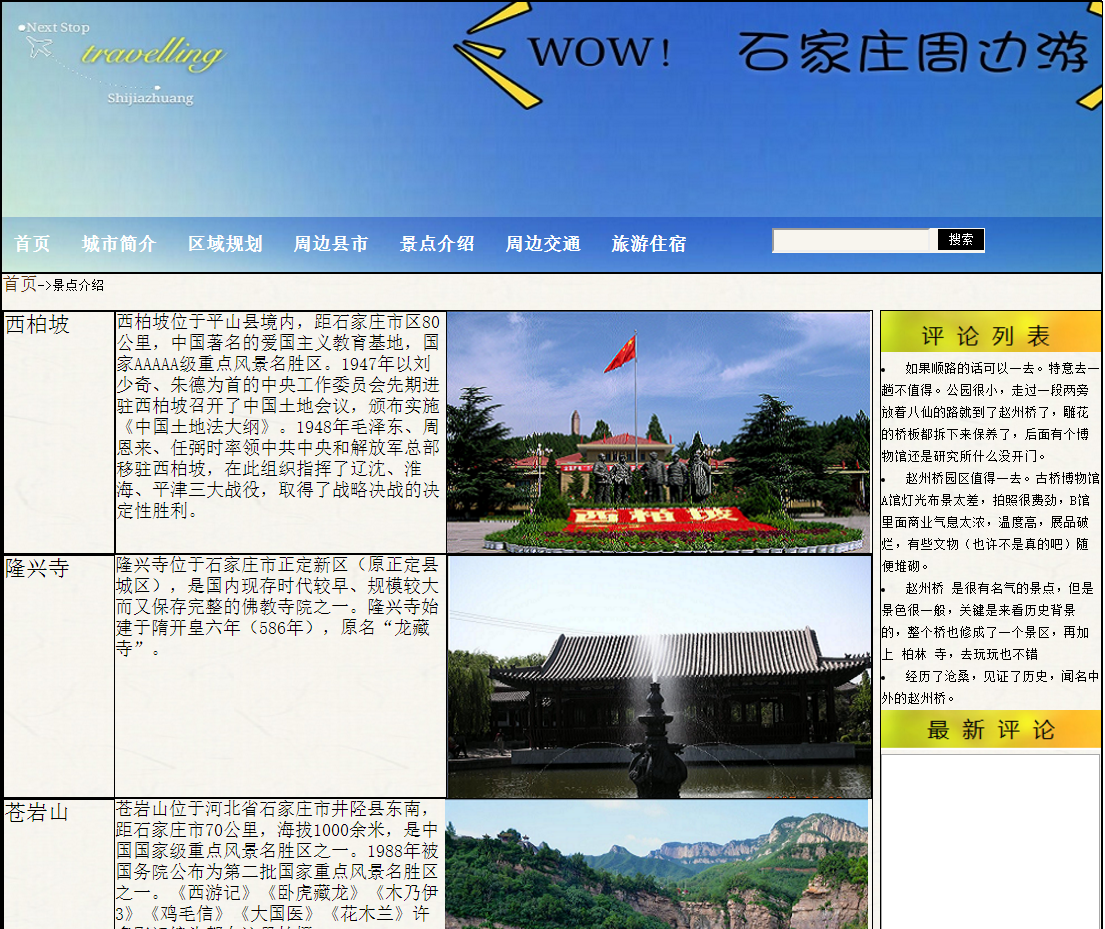 Next Stop
travelling
Shijiazhuang
WOW! 石家庄周边游
首页 城市简介 区域规划 周边县市 景点介绍 周边交通 旅游住宿 搜索
首页->景点介绍
西柏坡
西柏坡位于平山县境内，距石家庄市区80
公里，中国著名的爱国主义教育基地，国
家AAAAA级重点风景名胜区。1947年以刘
少奇、朱德为首的中央工作委员会先期进
驻西柏坡召开了中国土地会议，颁布实施
《中国土地法大纲》。1948年毛泽东、周
恩来、任弼时率领中共中央和解放军总部
移驻西柏坡，在此组织指挥了辽沈、淮
海、平津三大战役，取得了战略决战的决
定性胜利。
西柏坡
隆兴寺
隆兴寺位于石家庄市正定新区（原正定县
城区），是国内现存时代较早、规模较大
而又保存完整的佛教寺院之一。隆兴寺始
建于隋开皇六年（586年），原名“龙藏
寺”。
苍岩山
苍岩山位于河北省石家庄市井陉县东南，
距石家庄市70公里，海拔1000余米，是中
国国家级重点风景名胜区之一。1988年被
国务院公布为第二批国家重点风景名胜区
之一。《西游记》《卧虎藏龙》《木乃伊
3》《鸡毛信》《大国医》《花木兰》许
评论列表
如果顺路的话可以一去。特意去一
趟不值得。公园很小，走过一段两旁
放着八仙的路就到了赵州桥了，雕花
的桥板都拆下来保养了，后面有个博
物馆还是研究所什么没开门。
赵州桥园区值得一去。古桥博物馆
A馆灯光布景太差，拍照很费劲，B馆
里面商业气息太浓，温度高，展品破
烂，有些文物（也许不是真的吧）随
便堆砌。
赵州桥 是很有名气的景点，但是
景色很一般，关键是来看历史背景
的，整个桥也修成了一个景区，再加
上 柏林 寺，去玩玩也不错
经历了沧桑，见证了历史，闻名中
外的赵州桥。
最新评论